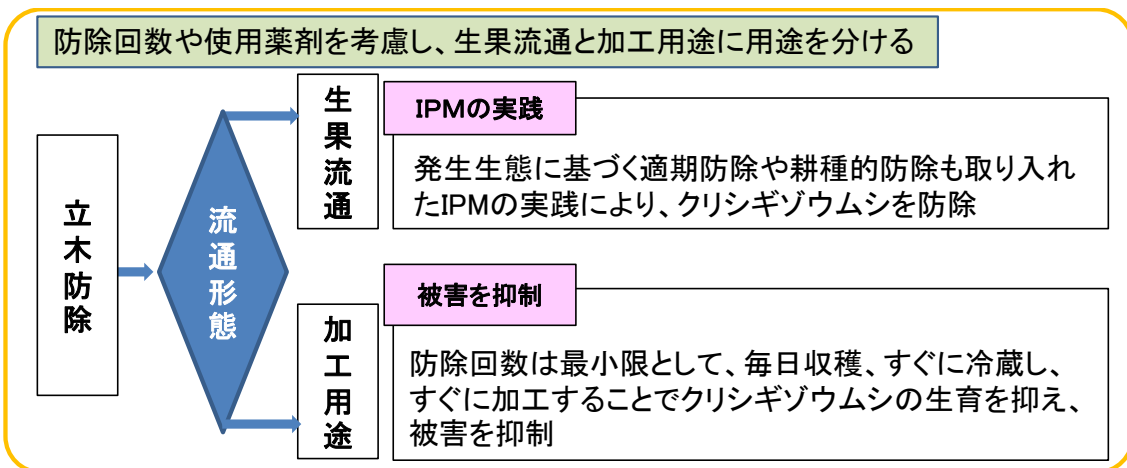 防除回数や使用薬剤を考慮し、生果流通と加工用途に用途を分ける
立木防除
流通形態
生果流通
IPMの実践
発生生態に基づく適期防除や耕種的防除も取り入れ
たIPMの実践により、クリシギゾウムシを防除
加工用途
被害を抑制
防除回数は最小限として、毎日収穫、すぐに冷蔵し、
すぐに加工することでクリシギゾウムシの生育を抑え、
被害を抑制